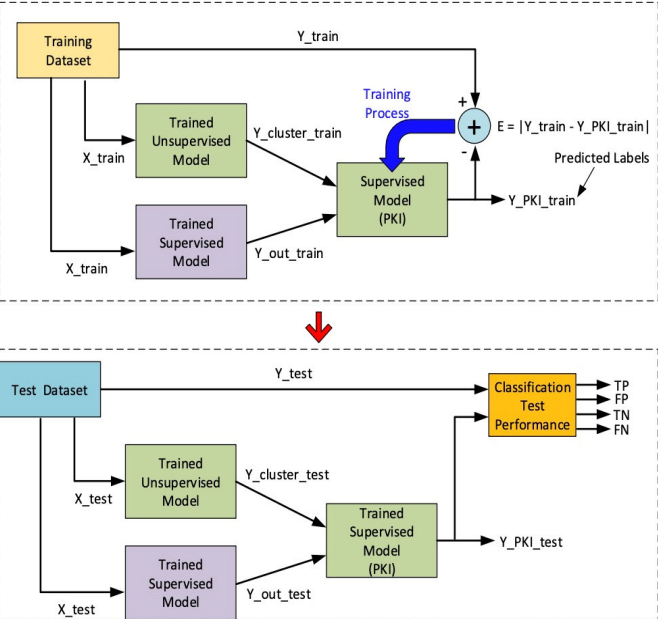 Y_train
Training
Dataset
Training
Process
+
+
E = |Y_train - Y_PKI_train|
-
Trained
Unsupervised
Model
Y_cluster_train
X_train
Predicted Labels
Supervised
Model
(PKI)
Y_PKI_train
Trained
Supervised
Model
Y_out_train
X_train
Y_test
Test Dataset
Classification
Test
Performance
TP
FP
TN
FN
Trained
Unsupervised
Model
Y_cluster_test
X_test
Trained
Supervised
Model
(PKI)
Y_PKI_test
Trained
Supervised
Model
Y_out_test
X_test